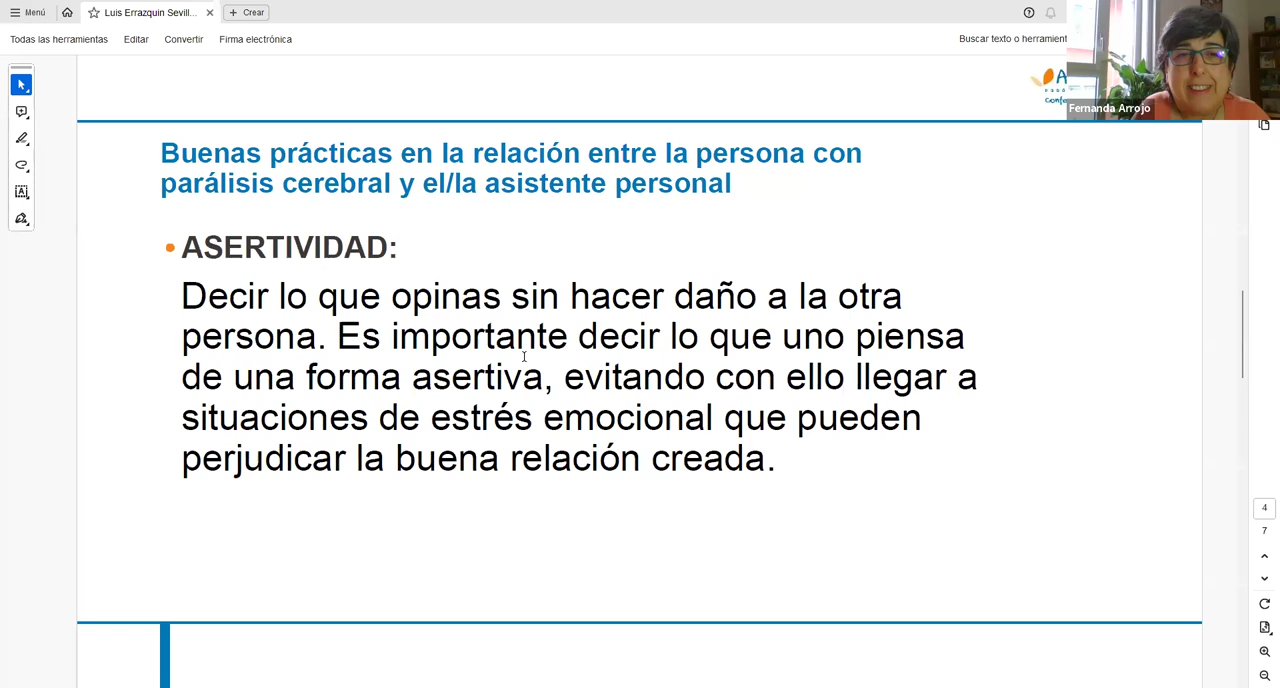 Menú
Luis Errazquin Sevill...
Crear
Todas las herramientas
Editar
Convertir
Firma electrónica
Buscar texto o herramient
Fernanda Arrojo
Buenas prácticas en la relación entre la persona con
parálisis cerebral y el/la asistente personal
• ASERTIVIDAD:
Decir lo que opinas sin hacer daño a la otra
persona. Es importante decir lo que uno piensa
de una forma asertiva, evitando con ello llegar a
situaciones de estrés emocional que pueden
perjudicar la buena relación creada.
4
7